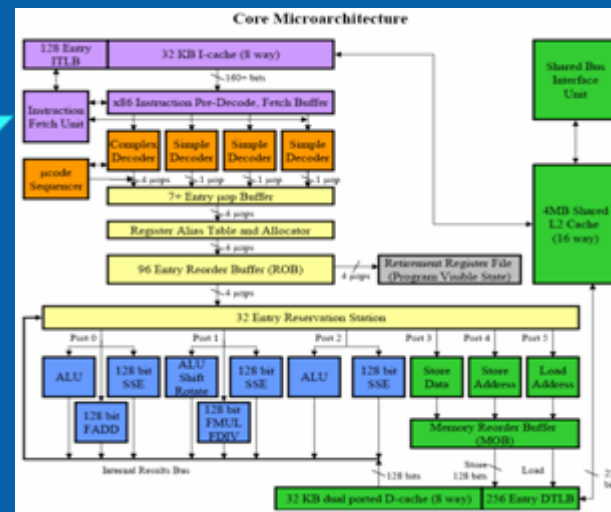 Core Microarchitecture
128 Entry
ITLB
32 KB I-cache (8 way)
Shared Bus
Interface
Unit
160+ bits
Instruction
Fetch Unit
x86 Instruction Pre-Decode, Fetch Buffer
Complex
Decoder
Simple
Decoder
Simple
Decoder
Simple
Decoder
μcode
Sequencer
4 μops
1 μop
1 μop
1 μop
7+ Entry μop Buffer
4MB Shared
L2 Cache
(16 way)
4 μops
Register Alias Table and Allocator
4 μops
96 Entry Reorder Buffer (ROB)
4 μops
Retirement Register File
(Program Visible State)
4 μops
32 Entry Reservation Station
Port 0
Port 1
Port 2
Port 3
Port 4
Port 5
ALU
128 bit
SSE
ALU
Shift
Rotate
128 bit
SSE
ALU
128 bit
SSE
Store
Data
Store
Address
Load
Address
128 bit
FADD
128 bit
FMUL
FDIV
Memory Reorder Buffer
(MOB)
Internal Results Bus
128 bits
Store
128 bits
Load
32 KB dual ported D-cache (8 way)
256 Entry DTLB